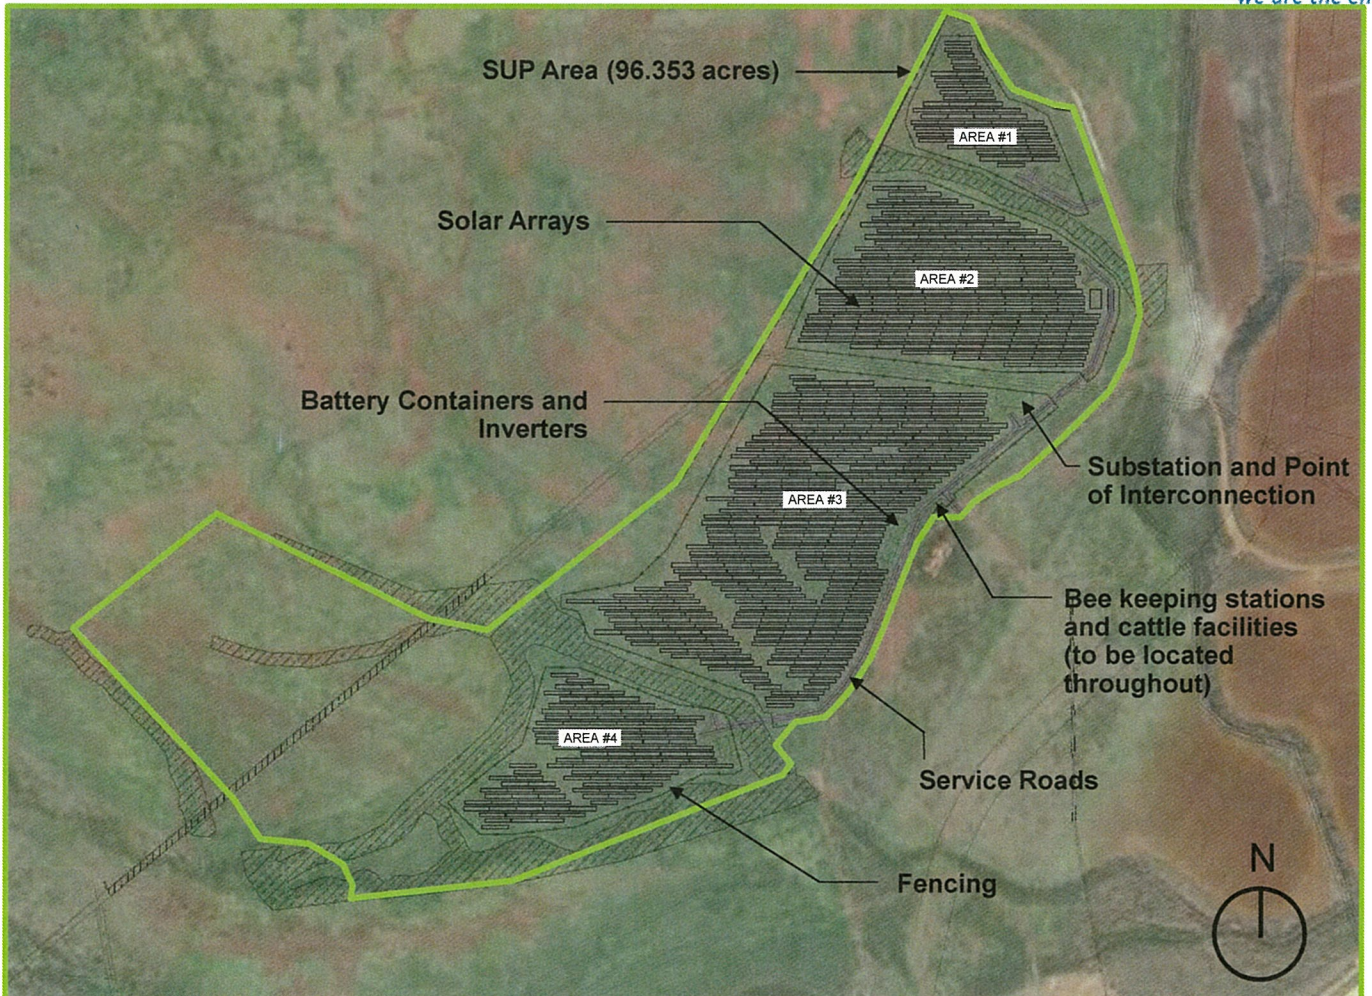 SUP Area (96.353 acres)
AREA #1
Solar Arrays
AREA #2
Battery Containers and
Inverters
Substation and Point
of Interconnection
AREA #3
Bee keeping stations
and cattle facilities
(to be located
throughout)
AREA #4
Service Roads
Fencing
N